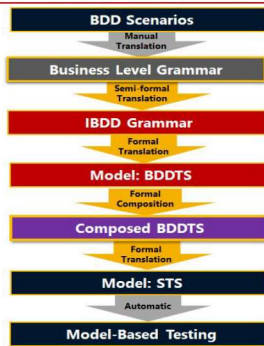 BDD Scenarios
Manual
Translation
Business Level Grammar
Semi-formal
Translation
IBDD Grammar
Formal
Translation
Model: BDDTS
Formal
Composition
Composed BDDTS
Formal
Translation
Model: STS
Automatic
Model-Based Testing